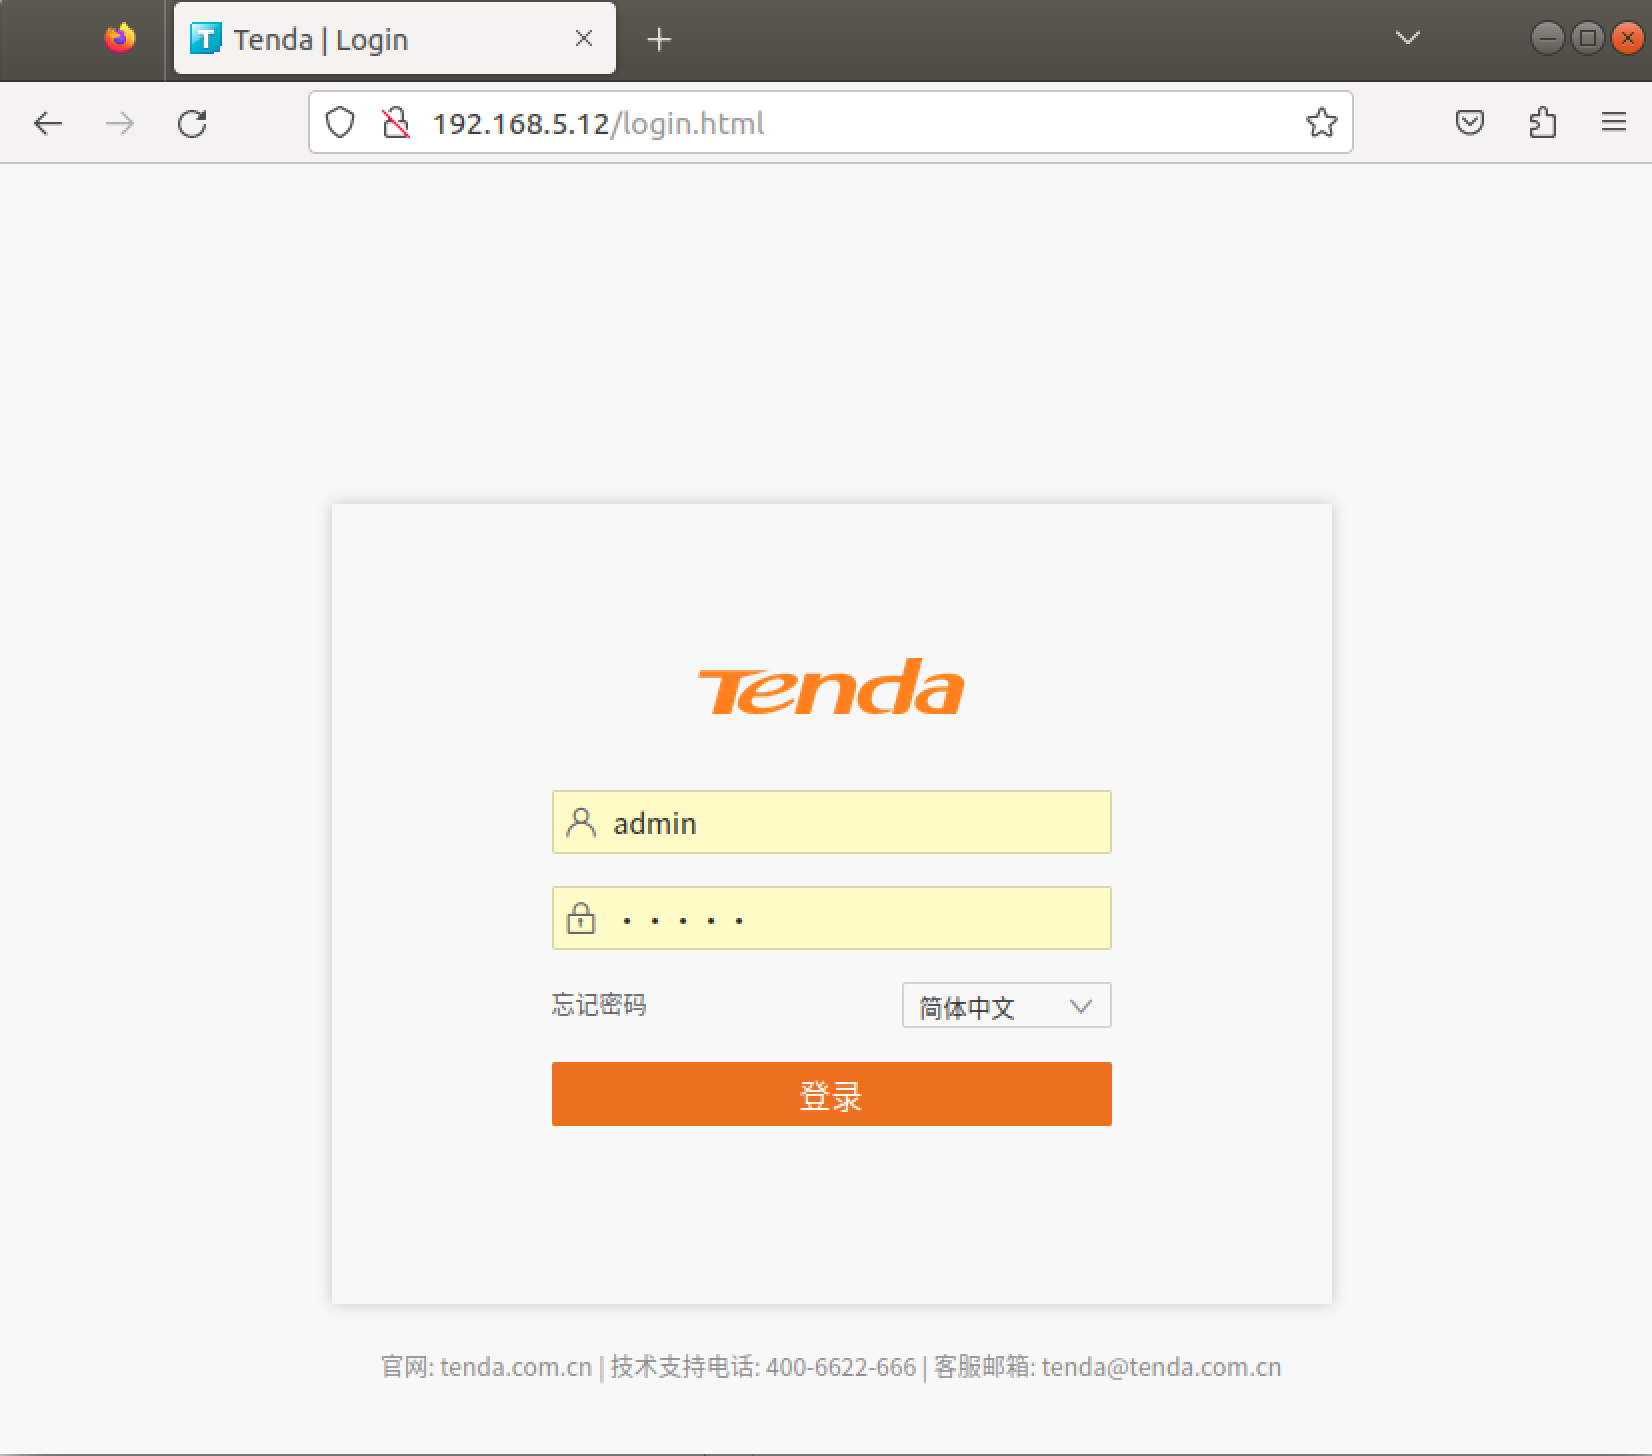 Tenda | Login
192.168.5.12/login.html
Tenda
admin
忘记密码
简体中文
登录
官网: tenda.com.cn | 技术支持电话: 400-6622-666 | 客服邮箱: tenda@tenda.com.cn